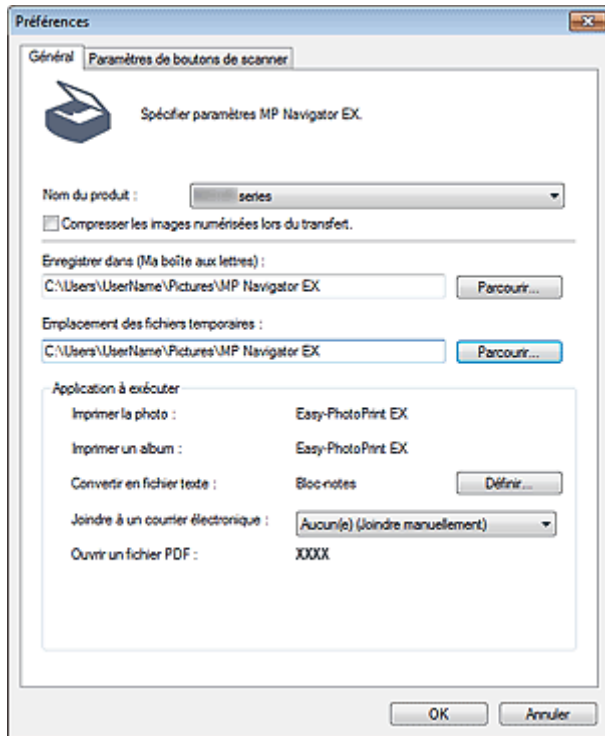 Préférences
Général Paramètres de boutons de scanner
Spécifier paramètres MP Navigator EX.
Nom du produit : series
Compresser les images numérisées lors du transfert.
Enregistrer dans (Ma boîte aux lettres) :
C:\Users\UserName\Pictures\MP Navigator EX Parcourir...
Emplacement des fichiers temporaires :
C:\Users\UserName\Pictures\MP Navigator EX Parcourir...
Application à exécuter
Imprimer la photo : Easy-PhotoPrint EX
Imprimer un album : Easy-PhotoPrint EX
Convertir en fichier texte : Bloc-notes Définir...
Joindre à un courrier électronique : Aucun(e) (Joindre manuellement)
Ouvrir un fichier PDF : XXXX
OK Annuler